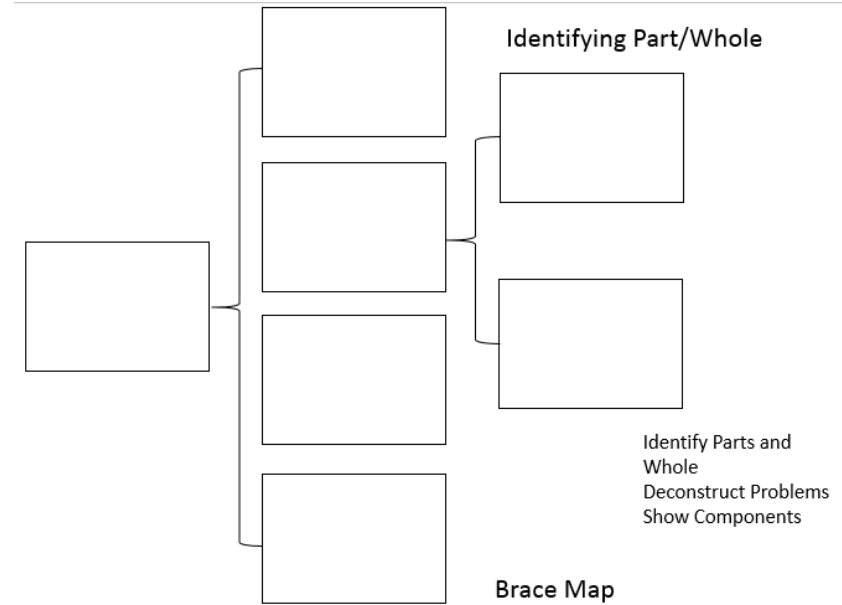 Identifying Part/Whole
Identify Parts and
Whole
Deconstruct Problems
Show Components
Brace Map